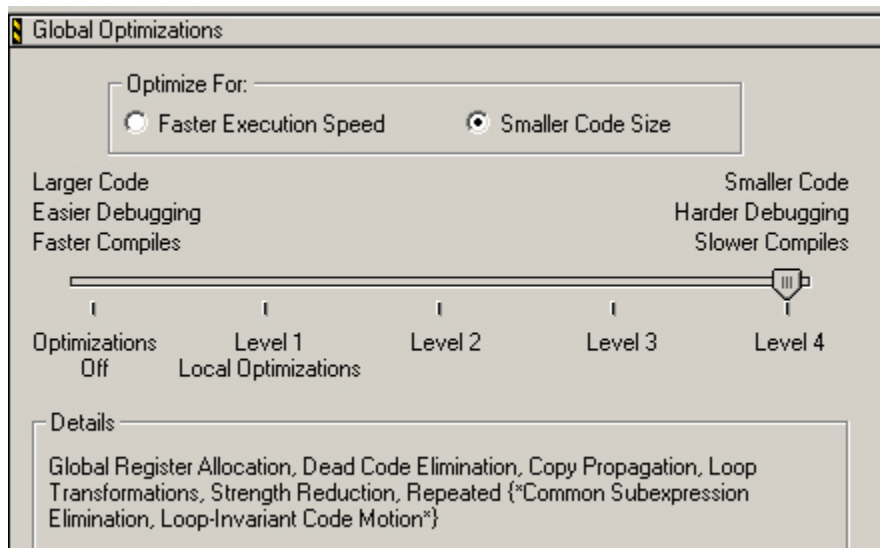 Global Optimizations
Optimize For:
Faster Execution Speed
Smaller Code Size
Larger Code
Easier Debugging
Faster Compiles
Smaller Code
Harder Debugging
Slower Compiles
Optimizations
Off
Level 1
Local Optimizations
Level 2
Level 3
Level 4
Details
Global Register Allocation, Dead Code Elimination, Copy Propagation, Loop
Transformations, Strength Reduction, Repeated {*Common Subexpression
Elimination, Loop-Invariant Code Motion*}